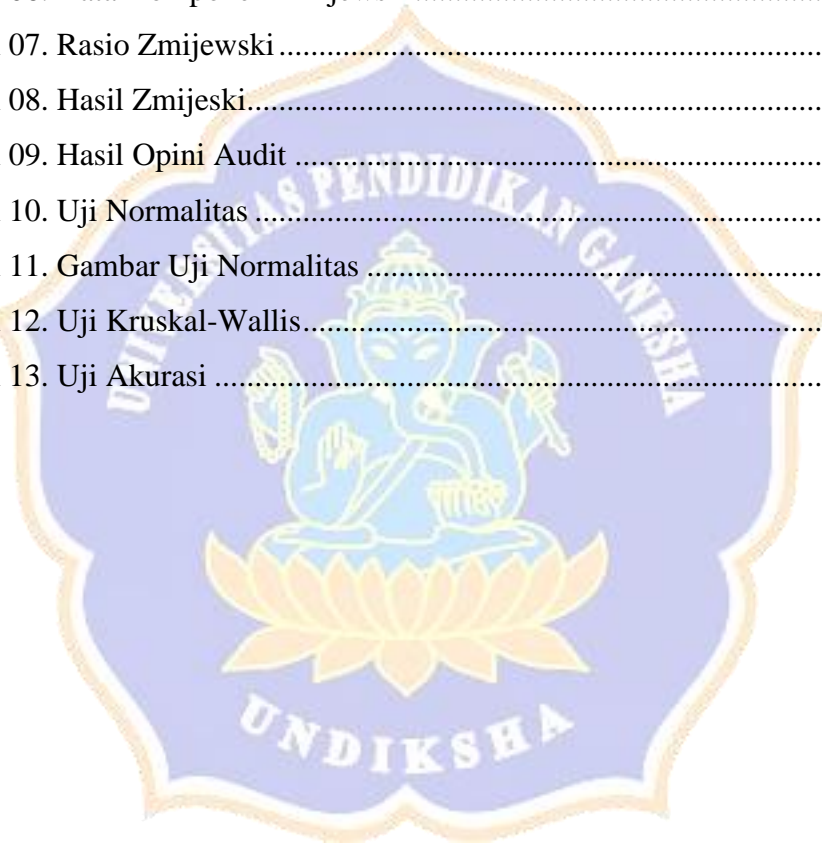 07. Rasio Zmijewski
08. Hasil Zmijeski
09. Hasil Opini Audit
10. Uji Normalitas
11. Gambar Uji Normalitas
12. Uji Kruskal-Wallis
13. Uji Akurasi
UNIVERSITAS PENDIDIKAN GANESHA
UNDIKSHA